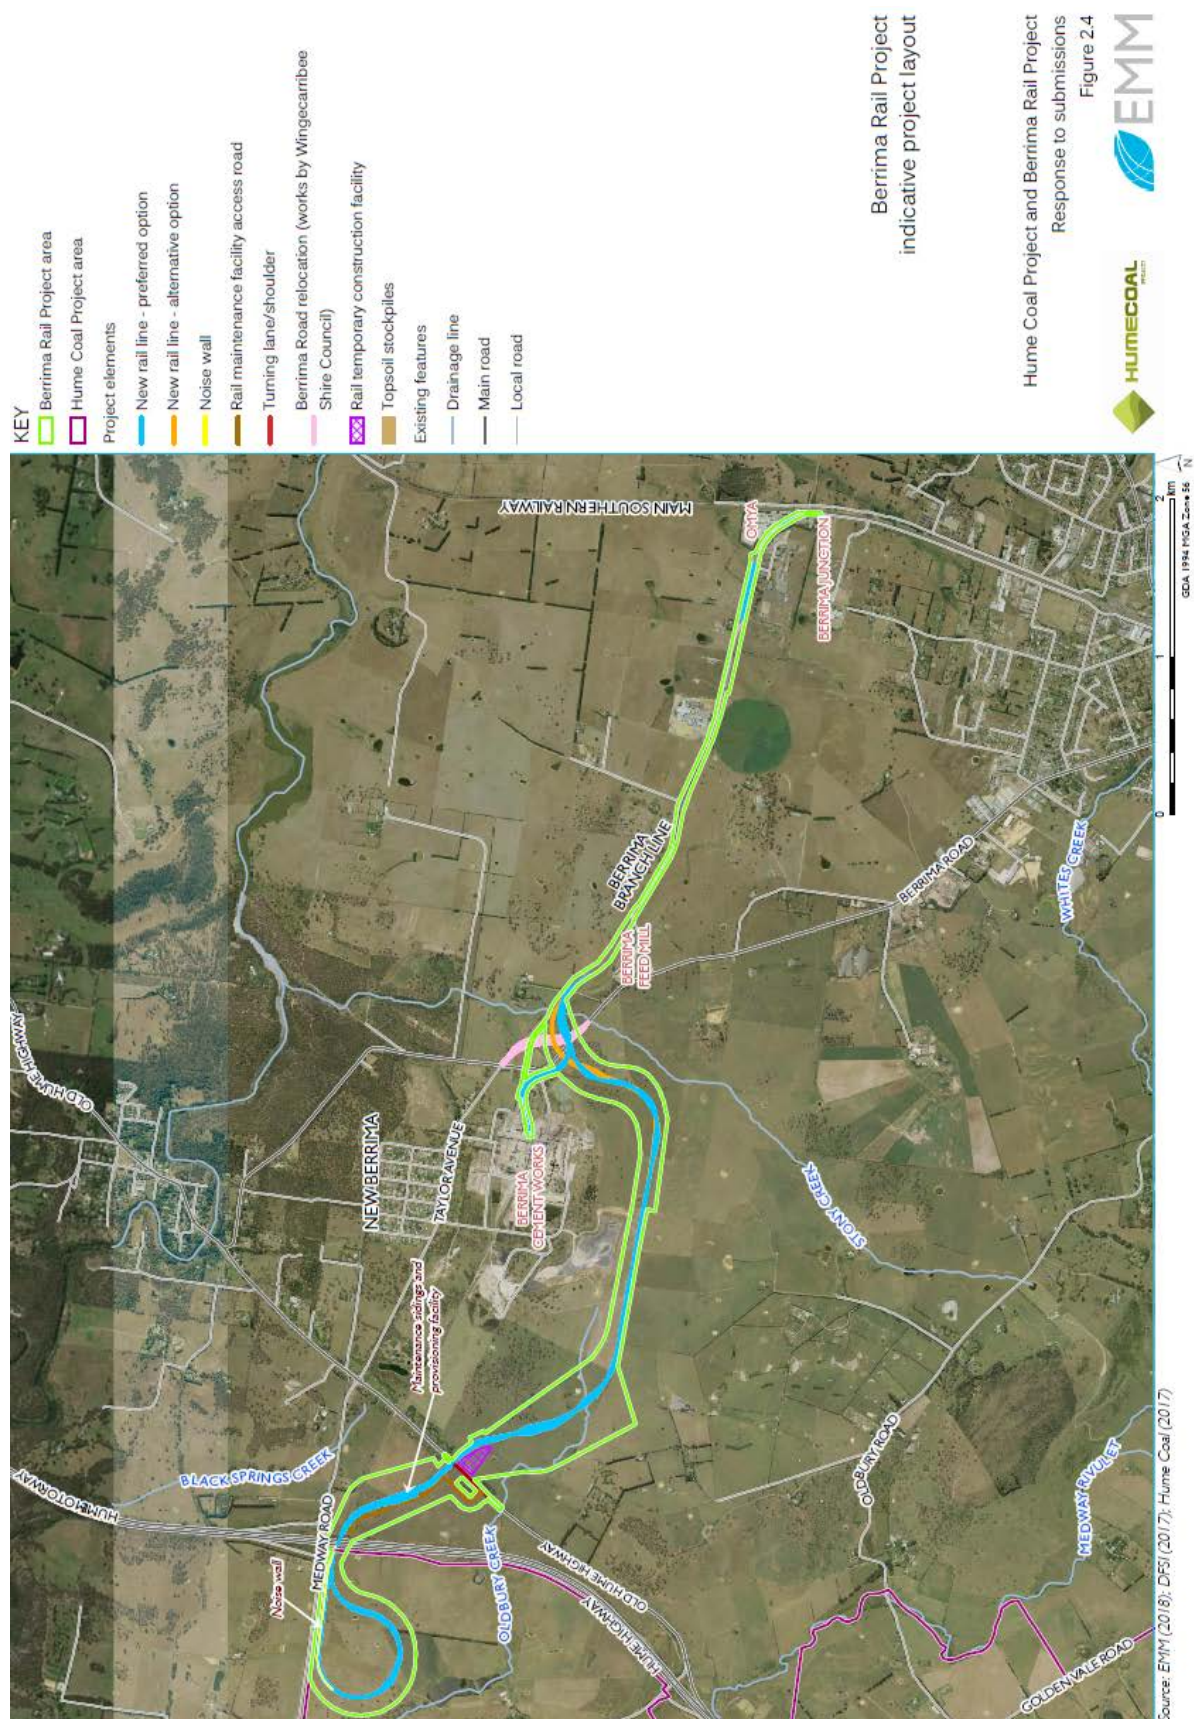 KEY
Berrima Rail Project area
Hume Coal Project area
Project elements
New rail line - preferred option
New rail line - alternative option
Noise wall
Rail maintenance facility access road
Turning lane/shoulder
Berrima Road relocation (works by Wingecarribee
Shire Council)
Rail temporary construction facility
Topsoil stockpiles
Existing features
Drainage line
Main road
Local road
Berrima Rail Project
indicative project layout
Hume Coal Project and Berrima Rail Project
Response to submissions
Figure 2.4
HUMECOAL
PROJECT
EMM
HUME MOTORWAY
OLD HUME HIGHWAY
BLACK SPRINGS CREEK
MEDWAY ROAD
Noise wall
Maintenance sidings and
provisioning facility
NEW BERRIMA
TAYLOR AVENUE
BERRIMA
CEMENT WORKS
BERRIMA
FEED MILL
BERRIMA
BRANCH LINE
MAIN SOUTHERN RAILWAY
OMYA
BERRIMA JUNCTION
BERRIMA ROAD
WHITES CREEK
STONY CREEK
OLDBURY CREEK
OLD HUME HIGHWAY
HUME HIGHWAY
OLDBURY ROAD
MEDWAY RIVULET
GOLDEN VALE ROAD
0 1 2
km
GDA 1994 MGA Zone 56
N
Source: EMM (2018); DFSI (2017); Hume Coal (2017)